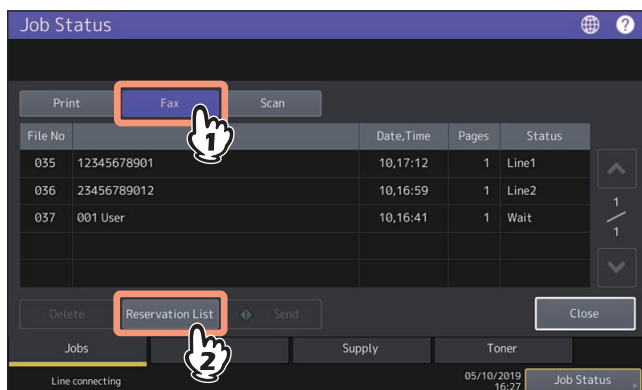 Job Status
?
Print Fax Scan
1
File No Date,Time Pages Status
035 12345678901 10,17:12 1 Line1
036 23456789012 10,16:59 1 Line2
037 001 User 10,16:41 1 Wait
1
1
Delete Reservation List Send Close
2
Jobs Supply Toner
Line connecting 05/10/2019 16:27 Job Status